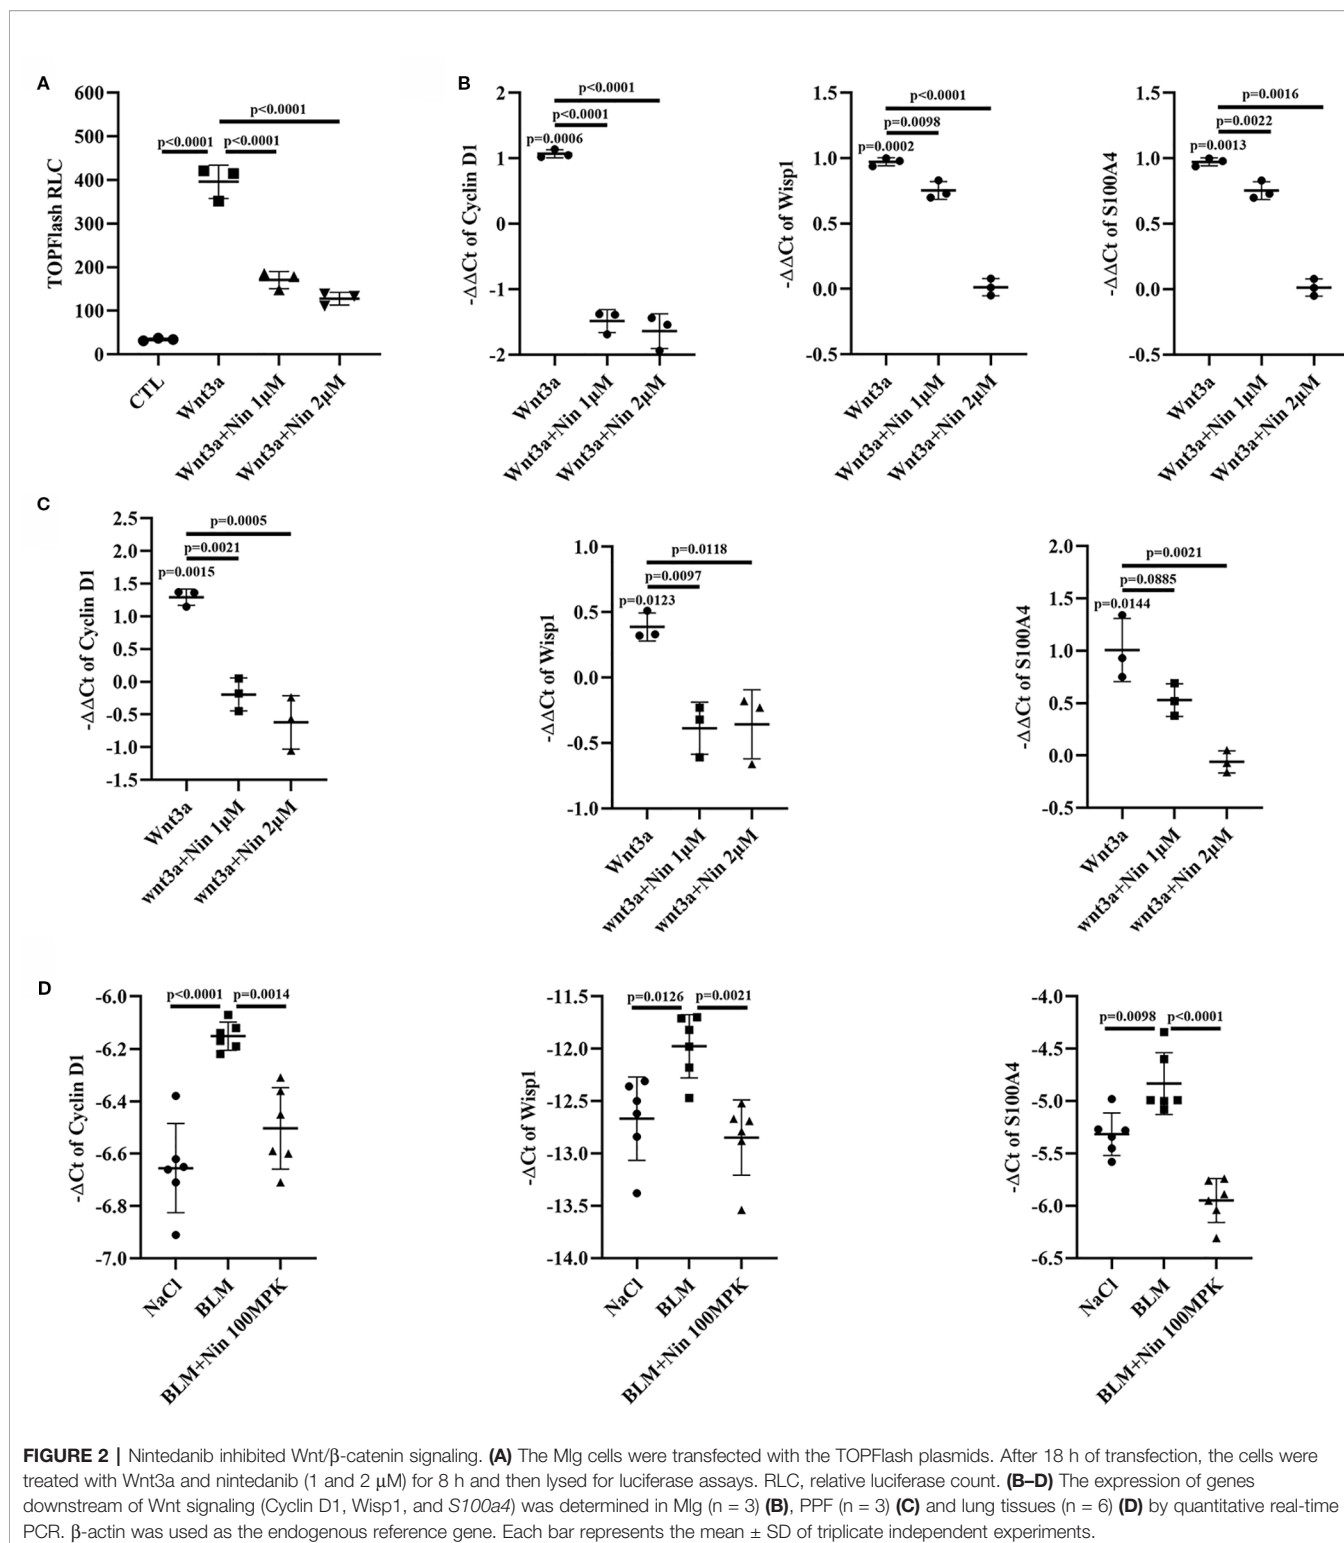 A
600
500
400
300
200
100
0
TOPFlash RLC
p<0.0001
p<0.0001
p<0.0001
CTL
Wnt3a
Wnt3a+Nin 1μM
Wnt3a+Nin 2μM
B
2
1
0
-1
-2
-ΔΔCt of Cyclin D1
p<0.0001
p<0.0001
p=0.0006
Wnt3a
Wnt3a+Nin 1μM
Wnt3a+Nin 2μM
1.5
1.0
0.5
0.0
-0.5
-ΔΔCt of Wisp1
p<0.0001
p=0.0098
p=0.0002
Wnt3a
Wnt3a+Nin 1μM
Wnt3a+Nin 2μM
1.5
1.0
0.5
0.0
-0.5
-ΔΔCt of S100A4
p=0.0016
p=0.0022
p=0.0013
Wnt3a
Wnt3a+Nin 1μM
Wnt3a+Nin 2μM
C
2.5
2.0
1.5
1.0
0.5
0.0
-0.5
-1.0
-1.5
-ΔΔCt of Cyclin D1
p=0.0005
p=0.0021
p=0.0015
Wnt3a
wnt3a+Nin 1μM
wnt3a+Nin 2μM
1.0
0.5
0.0
-0.5
-1.0
-ΔΔCt of Wisp1
p=0.0118
p=0.0097
p=0.0123
Wnt3a
wnt3a+Nin 1μM
wnt3a+Nin 2μM
2.0
1.5
1.0
0.5
0.0
-0.5
-ΔΔCt of S100A4
p=0.0021
p=0.0885
p=0.0144
Wnt3a
wnt3a+Nin 1μM
wnt3a+Nin 2μM
D
-6.0
-6.2
-6.4
-6.6
-6.8
-7.0
-ΔCt of Cyclin D1
p<0.0001
p=0.0014
NaCl
BLM
BLM+Nin 100MPK
-11.5
-12.0
-12.5
-13.0
-13.5
-14.0
-ΔCt of Wisp1
p=0.0126
p=0.0021
NaCl
BLM
BLM+Nin 100MPK
-4.0
-4.5
-5.0
-5.5
-6.0
-6.5
-ΔCt of S100A4
p=0.0098
p<0.0001
NaCl
BLM
BLM+Nin 100MPK
FIGURE 2 | Nintedanib inhibited Wnt/β-catenin signaling. (A) The Mlg cells were transfected with the TOPFlash plasmids. After 18 h of transfection, the cells were
treated with Wnt3a and nintedanib (1 and 2 μM) for 8 h and then lysed for luciferase assays. RLC, relative luciferase count. (B–D) The expression of genes
downstream of Wnt signaling (Cyclin D1, Wisp1, and S100a4) was determined in Mlg (n = 3) (B), PPF (n = 3) (C) and lung tissues (n = 6) (D) by quantitative real-time
PCR. β-actin was used as the endogenous reference gene. Each bar represents the mean ± SD of triplicate independent experiments.